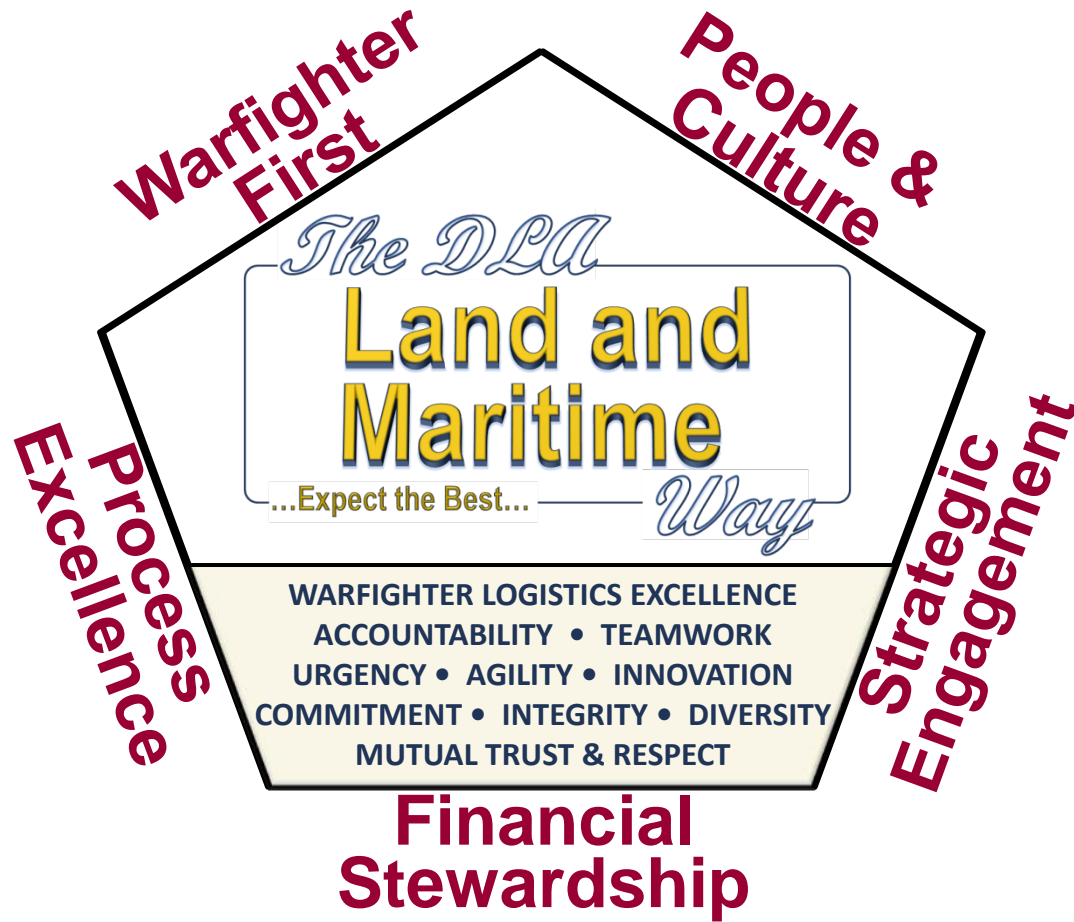 Warfighter
First
People &
Culture
The DLA
Land and
Maritime
...Expect the Best...
Way
Process
Excellence
Strategic
Engagement
WARFIGHTER LOGISTICS EXCELLENCE
ACCOUNTABILITY • TEAMWORK
URGENCY • AGILITY • INNOVATION
COMMITMENT • INTEGRITY • DIVERSITY
MUTUAL TRUST & RESPECT
Financial
Stewardship